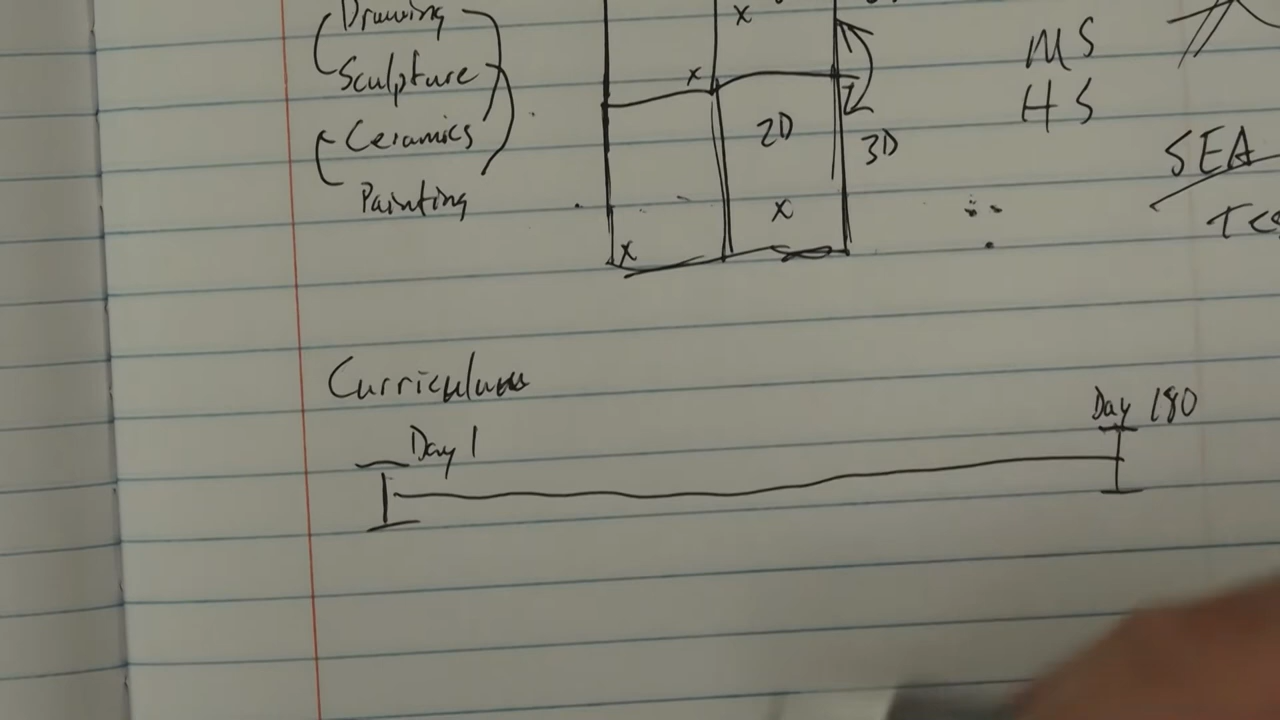 Drawing
Sculpture
Ceramics
Painting
x
x
2D
3D
x
x
MS
HS
SEA
Curriculum
Day 1
Day 180